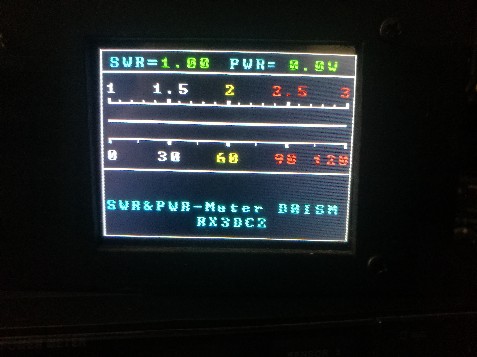 SWR=1.00 PWR= 0.0W
1 1.5 2 2.5 3
0 30 60 90 120
SWR&PWR-Meter D0ISM
RX3DCZ